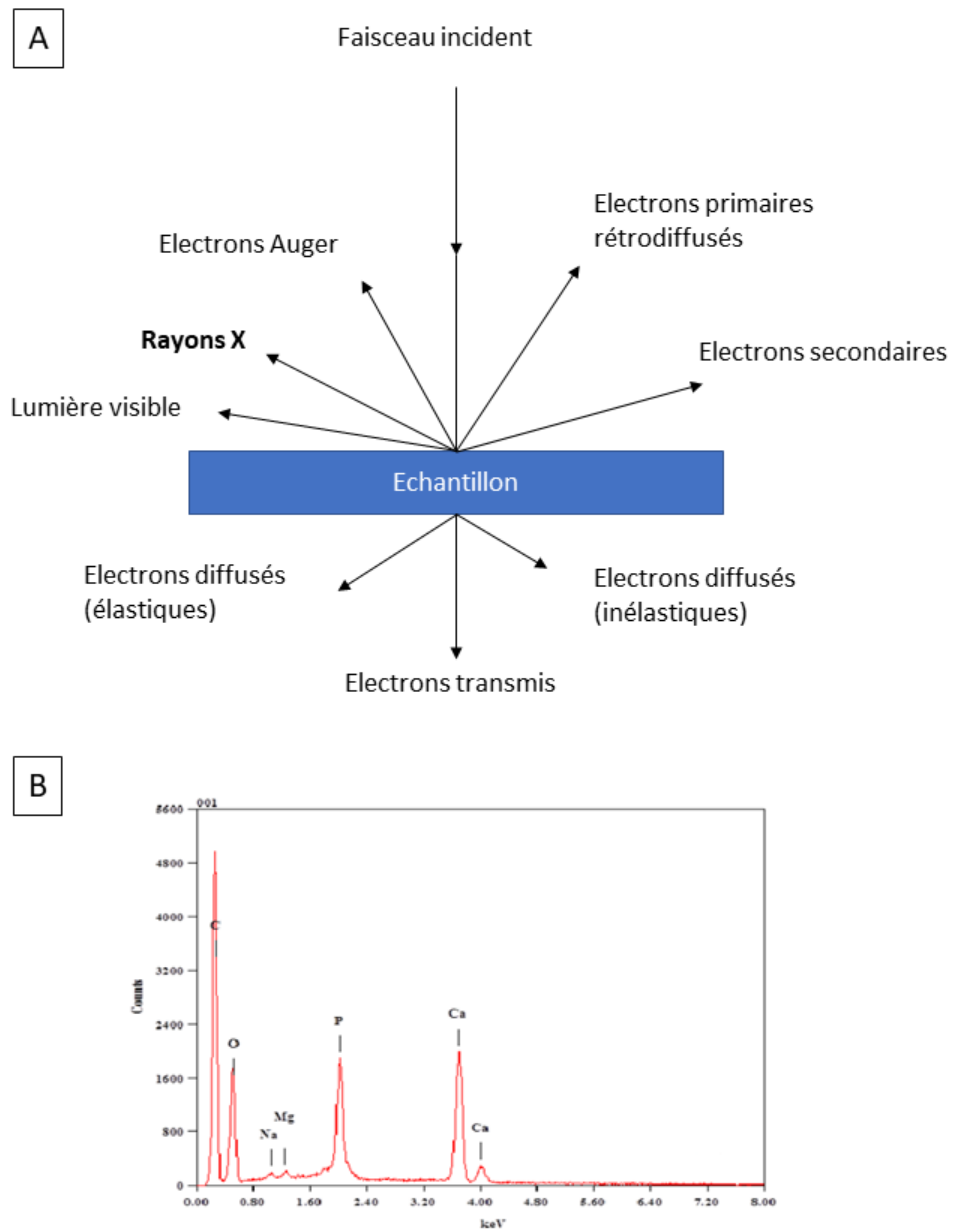 A
Faisceau incident
Electrons primaires
rétrodiffusés
Electrons Auger
Rayons X
Electrons secondaires
Lumière visible
Echantillon
Electrons diffusés
(élastiques)
Electrons diffusés
(inélastiques)
Electrons transmis
B
001
5600
4800
4000
3200
2400
1600
800
0
Counts
C
O
Na
Mg
P
Ca
Ca
0.00 0.80 1.60 2.40 3.20 4.00 4.80 5.60 6.40 7.20 8.00
keV